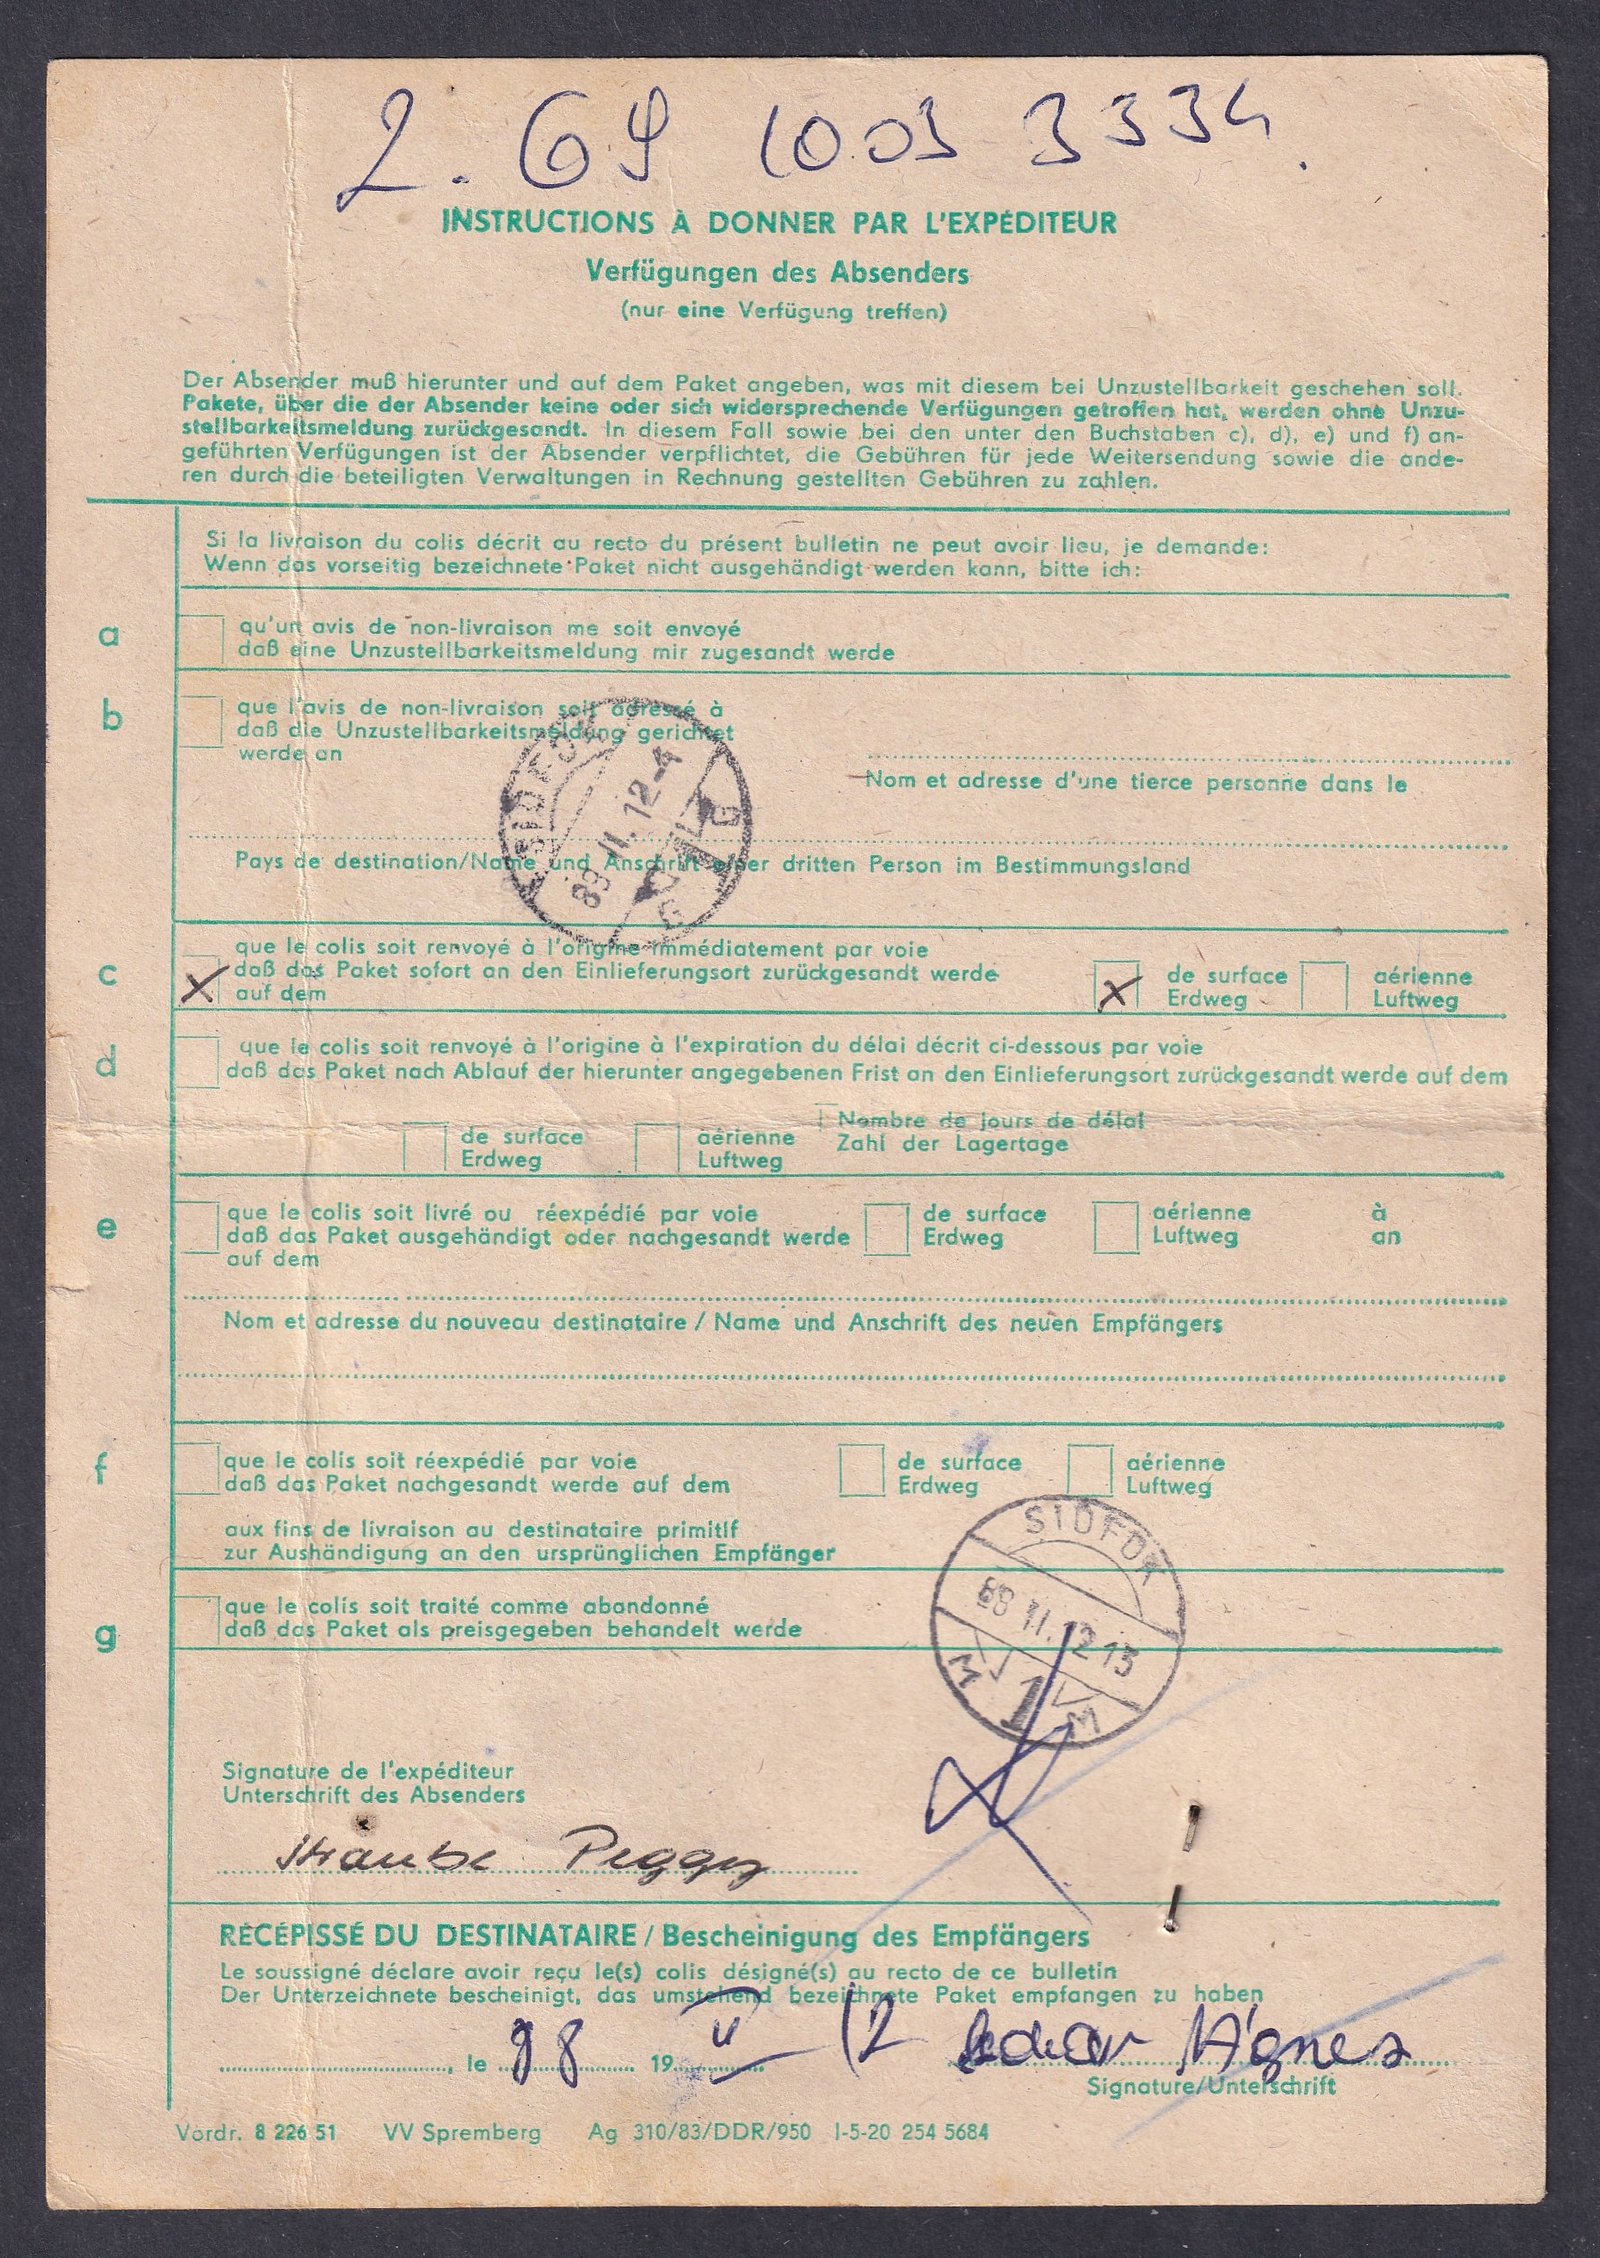 2. G9 1003 3334.
INSTRUCTIONS À DONNER PAR L'EXPÉDITEUR
Verfügungen des Absenders
(nur eine Verfügung treffen)
Der Absender muß hierunter und auf dem Paket angeben, was mit diesem bei Unzustellbarkeit geschehen soll.
Pakete, über die der Absender keine oder sich widersprechende Verfügungen getroffen hat, werden ohne Unzu-
stellbarkeitsmeldung zurückgesandt. In diesem Fall sowie bei den unter den Buchstaben c), d), e) und f) an-
geführten Verfügungen ist der Absender verpflichtet, die Gebühren für jede Weitersendung sowie die ande-
ren durch die beteiligten Verwaltungen in Rechnung gestellten Gebühren zu zahlen.
Si la livraison du colis décrit au recto du présent bulletin ne peut avoir lieu, je demande:
Wenn das vorseitig bezeichnete Paket nicht ausgehändigt werden kann, bitte ich:
a
qu'un avis de non-livraison me soit envoyé
daß eine Unzustellbarkeitsmeldung mir zugesandt werde
b
que l'avis de non-livraison soit adressé à
daß die Unzustellbarkeitsmeldung gerichtet
werde an
Nom et adresse d'une tierce personne dans le
Pays de destination/Name und Anschrift einer dritten Person im Bestimmungsland
SIÓFOK
89 11. 12-4
G 1 G
c
que le colis soit renvoyé à l'origine immédiatement par voie
daß das Paket sofort an den Einlieferungsort zurückgesandt werde
auf dem
X
X
de surface
Erdweg
aérienne
Luftweg
d
que le colis soit renvoyé à l'origine à l'expiration du délai décrit ci-dessous par voie
daß das Paket nach Ablauf der hierunter angegebenen Frist an den Einlieferungsort zurückgesandt werde auf dem
de surface
Erdweg
aérienne
Luftweg
Nombre de jours de délai
Zahl der Lagertage
e
que le colis soit livré ou réexpédié par voie
daß das Paket ausgehändigt oder nachgesandt werde
auf dem
de surface
Erdweg
aérienne
Luftweg
à
an
Nom et adresse du nouveau destinataire / Name und Anschrift des neuen Empfängers
f
que le colis soit réexpédié par voie
daß das Paket nachgesandt werde auf dem
de surface
Erdweg
aérienne
Luftweg
aux fins de livraison au destinataire primitif
zur Aushändigung an den ursprünglichen Empfänger
g
que le colis soit traité comme abandonné
daß das Paket als preisgegeben behandelt werde
SIÓFOK
88 11. 12 13
M 1 M
Signature de l'expéditeur
Unterschrift des Absenders
Straube Peggy
RÉCÉPISSÉ DU DESTINATAIRE / Bescheinigung des Empfängers
Le soussigné déclare avoir reçu le(s) colis désigné(s) au recto de ce bulletin
Der Unterzeichnete bescheinigt, das umstehend bezeichnete Paket empfangen zu haben
, le 88 19 II 12 Ágnes
Signature/Unterschrift
Vordr. 8 226 51 VV Spremberg Ag 310/83/DDR/950 I-5-20 254 5684